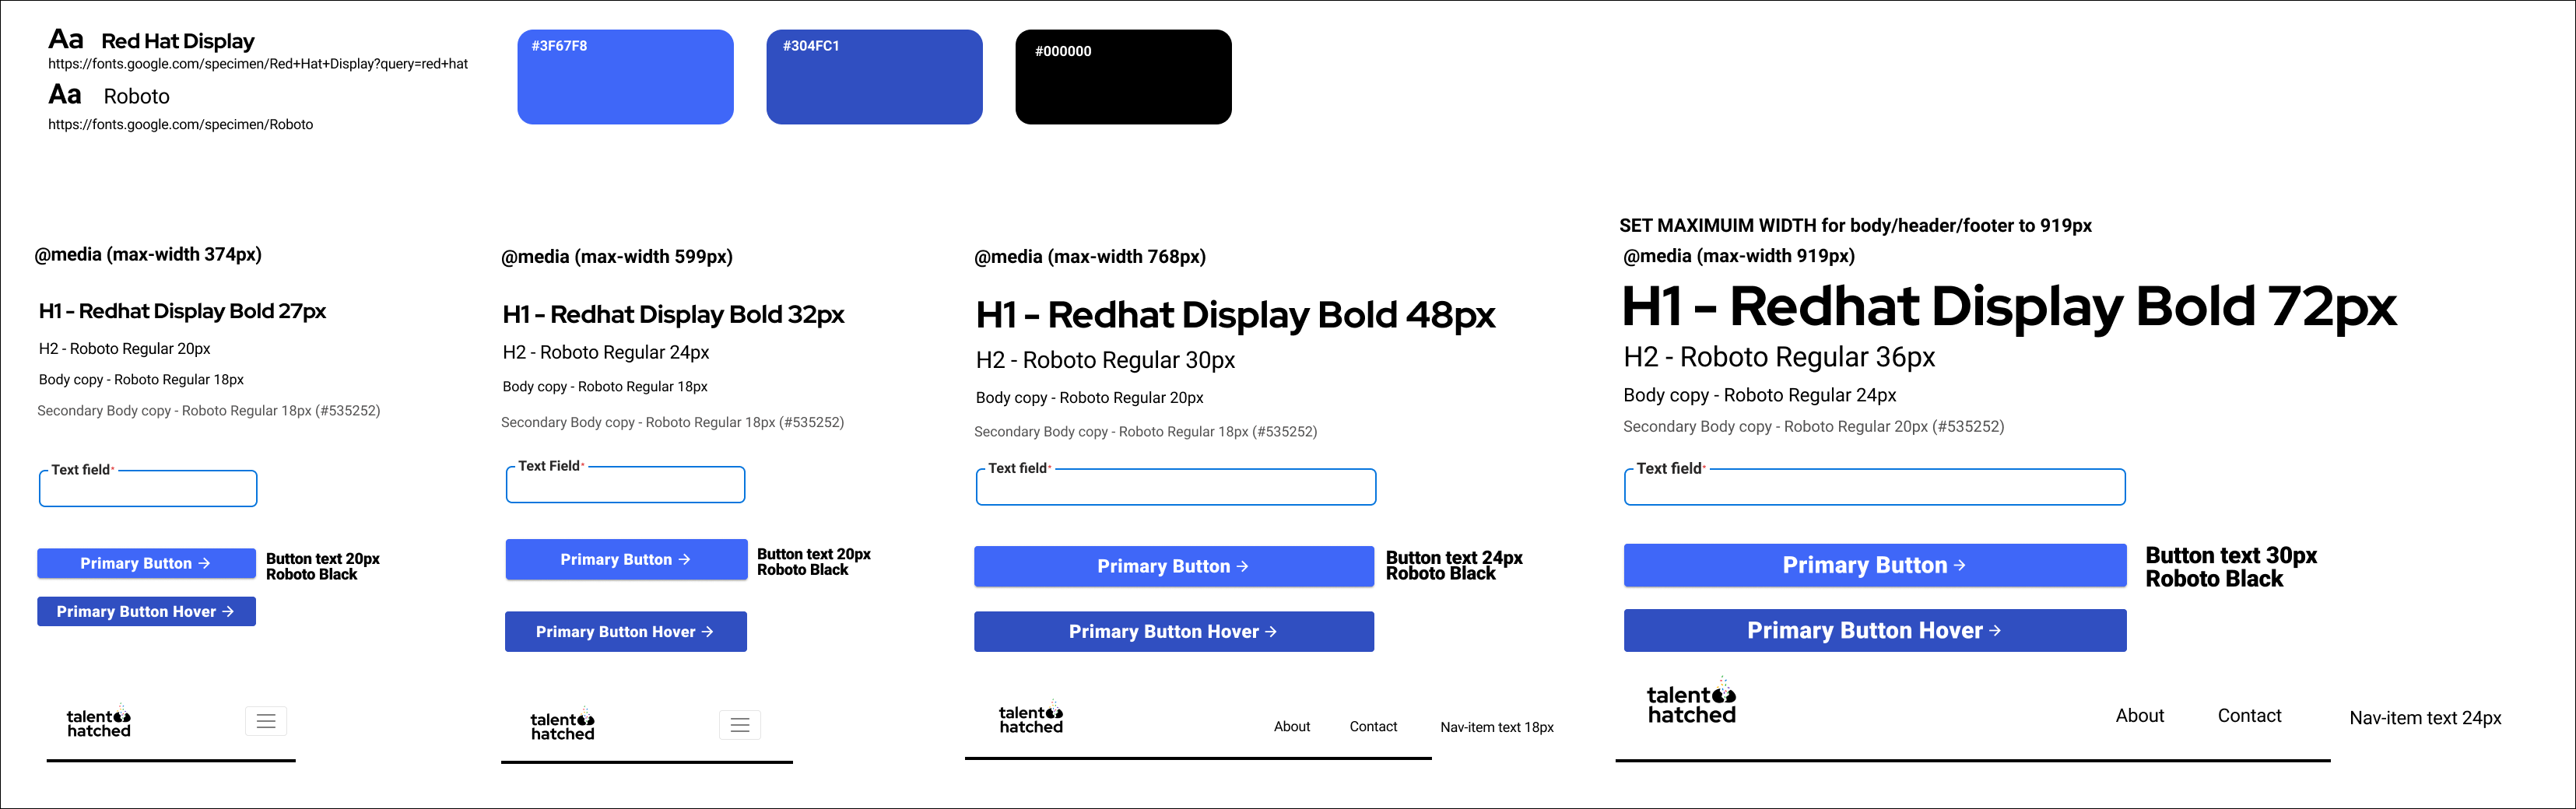 Aa Red Hat Display
https://fonts.google.com/specimen/Red+Hat+Display?query=red+hat
Aa Roboto
https://fonts.google.com/specimen/Roboto
#3F67F8
#304FC1
#000000
@media (max-width 374px)
H1 - Redhat Display Bold 27px
H2 - Roboto Regular 20px
Body copy - Roboto Regular 18px
Secondary Body copy - Roboto Regular 18px (#535252)
Text field*
Primary Button →
Button text 20px
Roboto Black
Primary Button Hover →
talent
hatched
@media (max-width 599px)
H1 - Redhat Display Bold 32px
H2 - Roboto Regular 24px
Body copy - Roboto Regular 18px
Secondary Body copy - Roboto Regular 18px (#535252)
Text Field*
Primary Button →
Button text 20px
Roboto Black
Primary Button Hover →
talent
hatched
@media (max-width 768px)
H1 - Redhat Display Bold 48px
H2 - Roboto Regular 30px
Body copy - Roboto Regular 20px
Secondary Body copy - Roboto Regular 18px (#535252)
Text field*
Primary Button →
Button text 24px
Roboto Black
Primary Button Hover →
talent
hatched
About
Contact
Nav-item text 18px
SET MAXIMUIM WIDTH for body/header/footer to 919px
@media (max-width 919px)
H1 - Redhat Display Bold 72px
H2 - Roboto Regular 36px
Body copy - Roboto Regular 24px
Secondary Body copy - Roboto Regular 20px (#535252)
Text field*
Primary Button →
Button text 30px
Roboto Black
Primary Button Hover →
talent
hatched
About
Contact
Nav-item text 24px